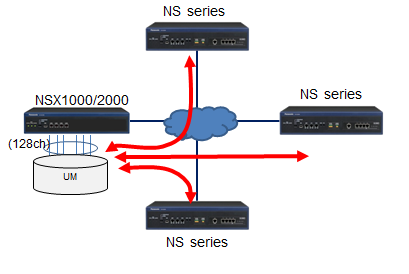 NS series
NSX1000/2000
NS series
(128ch)
UM
NS series